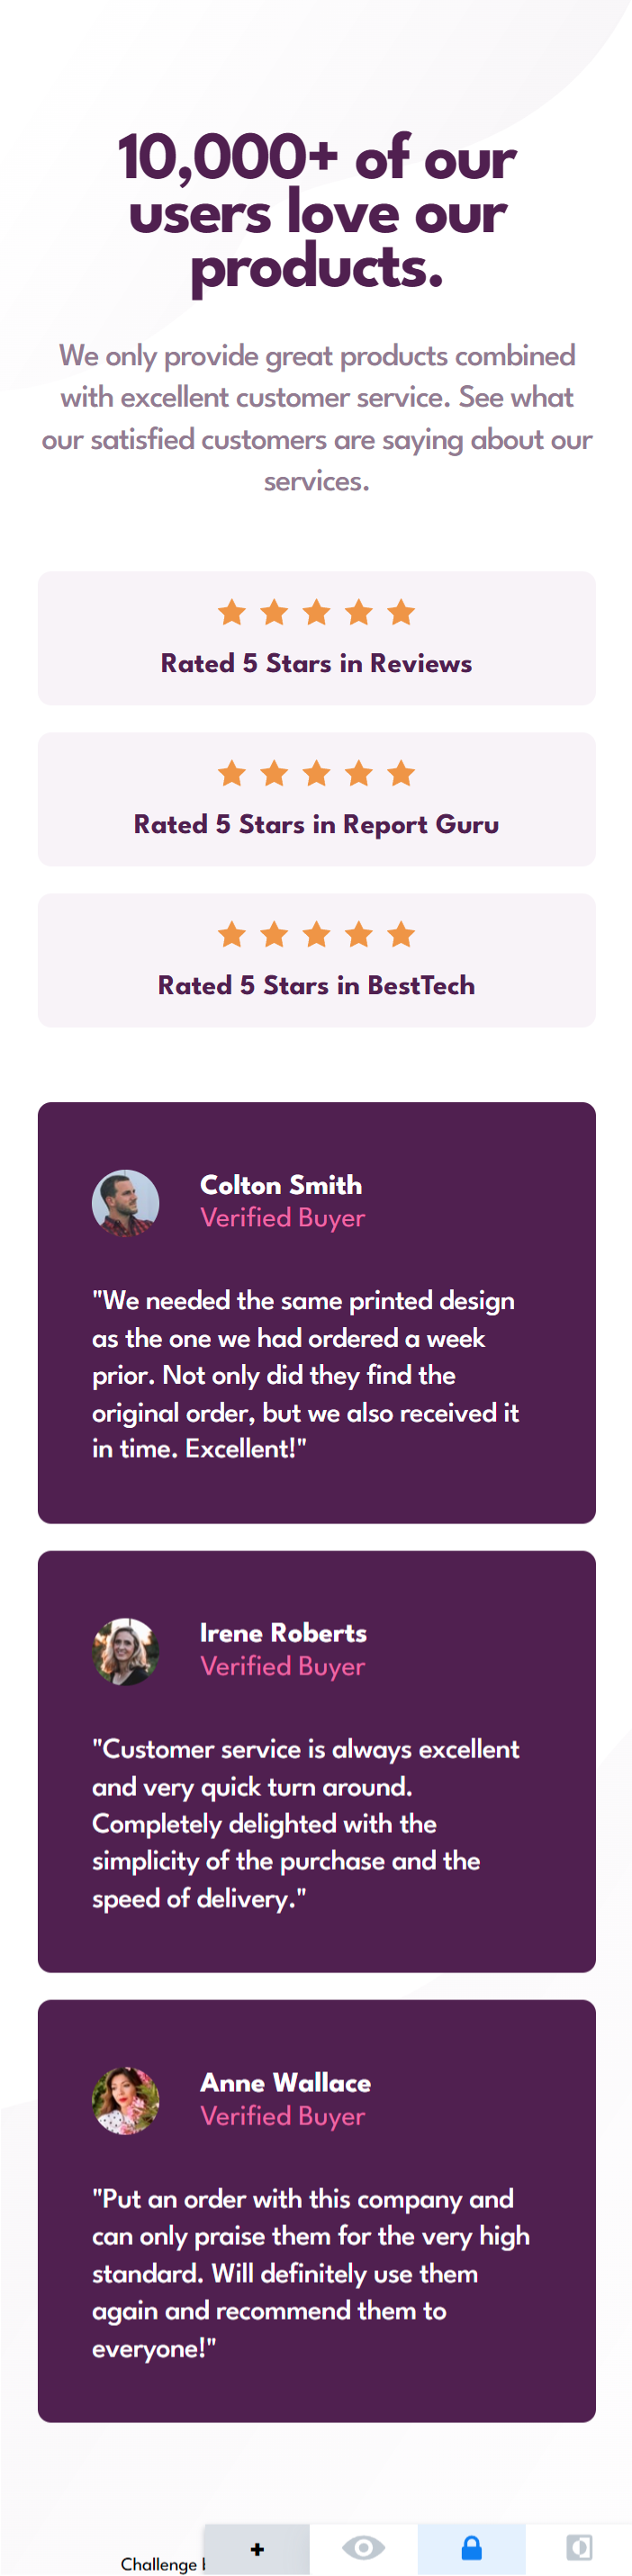 10,000+ of our
users love our
products.
We only provide great products combined
with excellent customer service. See what
our satisfied customers are saying about our
services.
Rated 5 Stars in Reviews
Rated 5 Stars in Report Guru
Rated 5 Stars in BestTech
Colton Smith
Verified Buyer
"We needed the same printed design
as the one we had ordered a week
prior. Not only did they find the
original order, but we also received it
in time. Excellent!"
Irene Roberts
Verified Buyer
"Customer service is always excellent
and very quick turn around.
Completely delighted with the
simplicity of the purchase and the
speed of delivery."
Anne Wallace
Verified Buyer
"Put an order with this company and
can only praise them for the very high
standard. Will definitely use them
again and recommend them to
everyone!"
Challenge
+